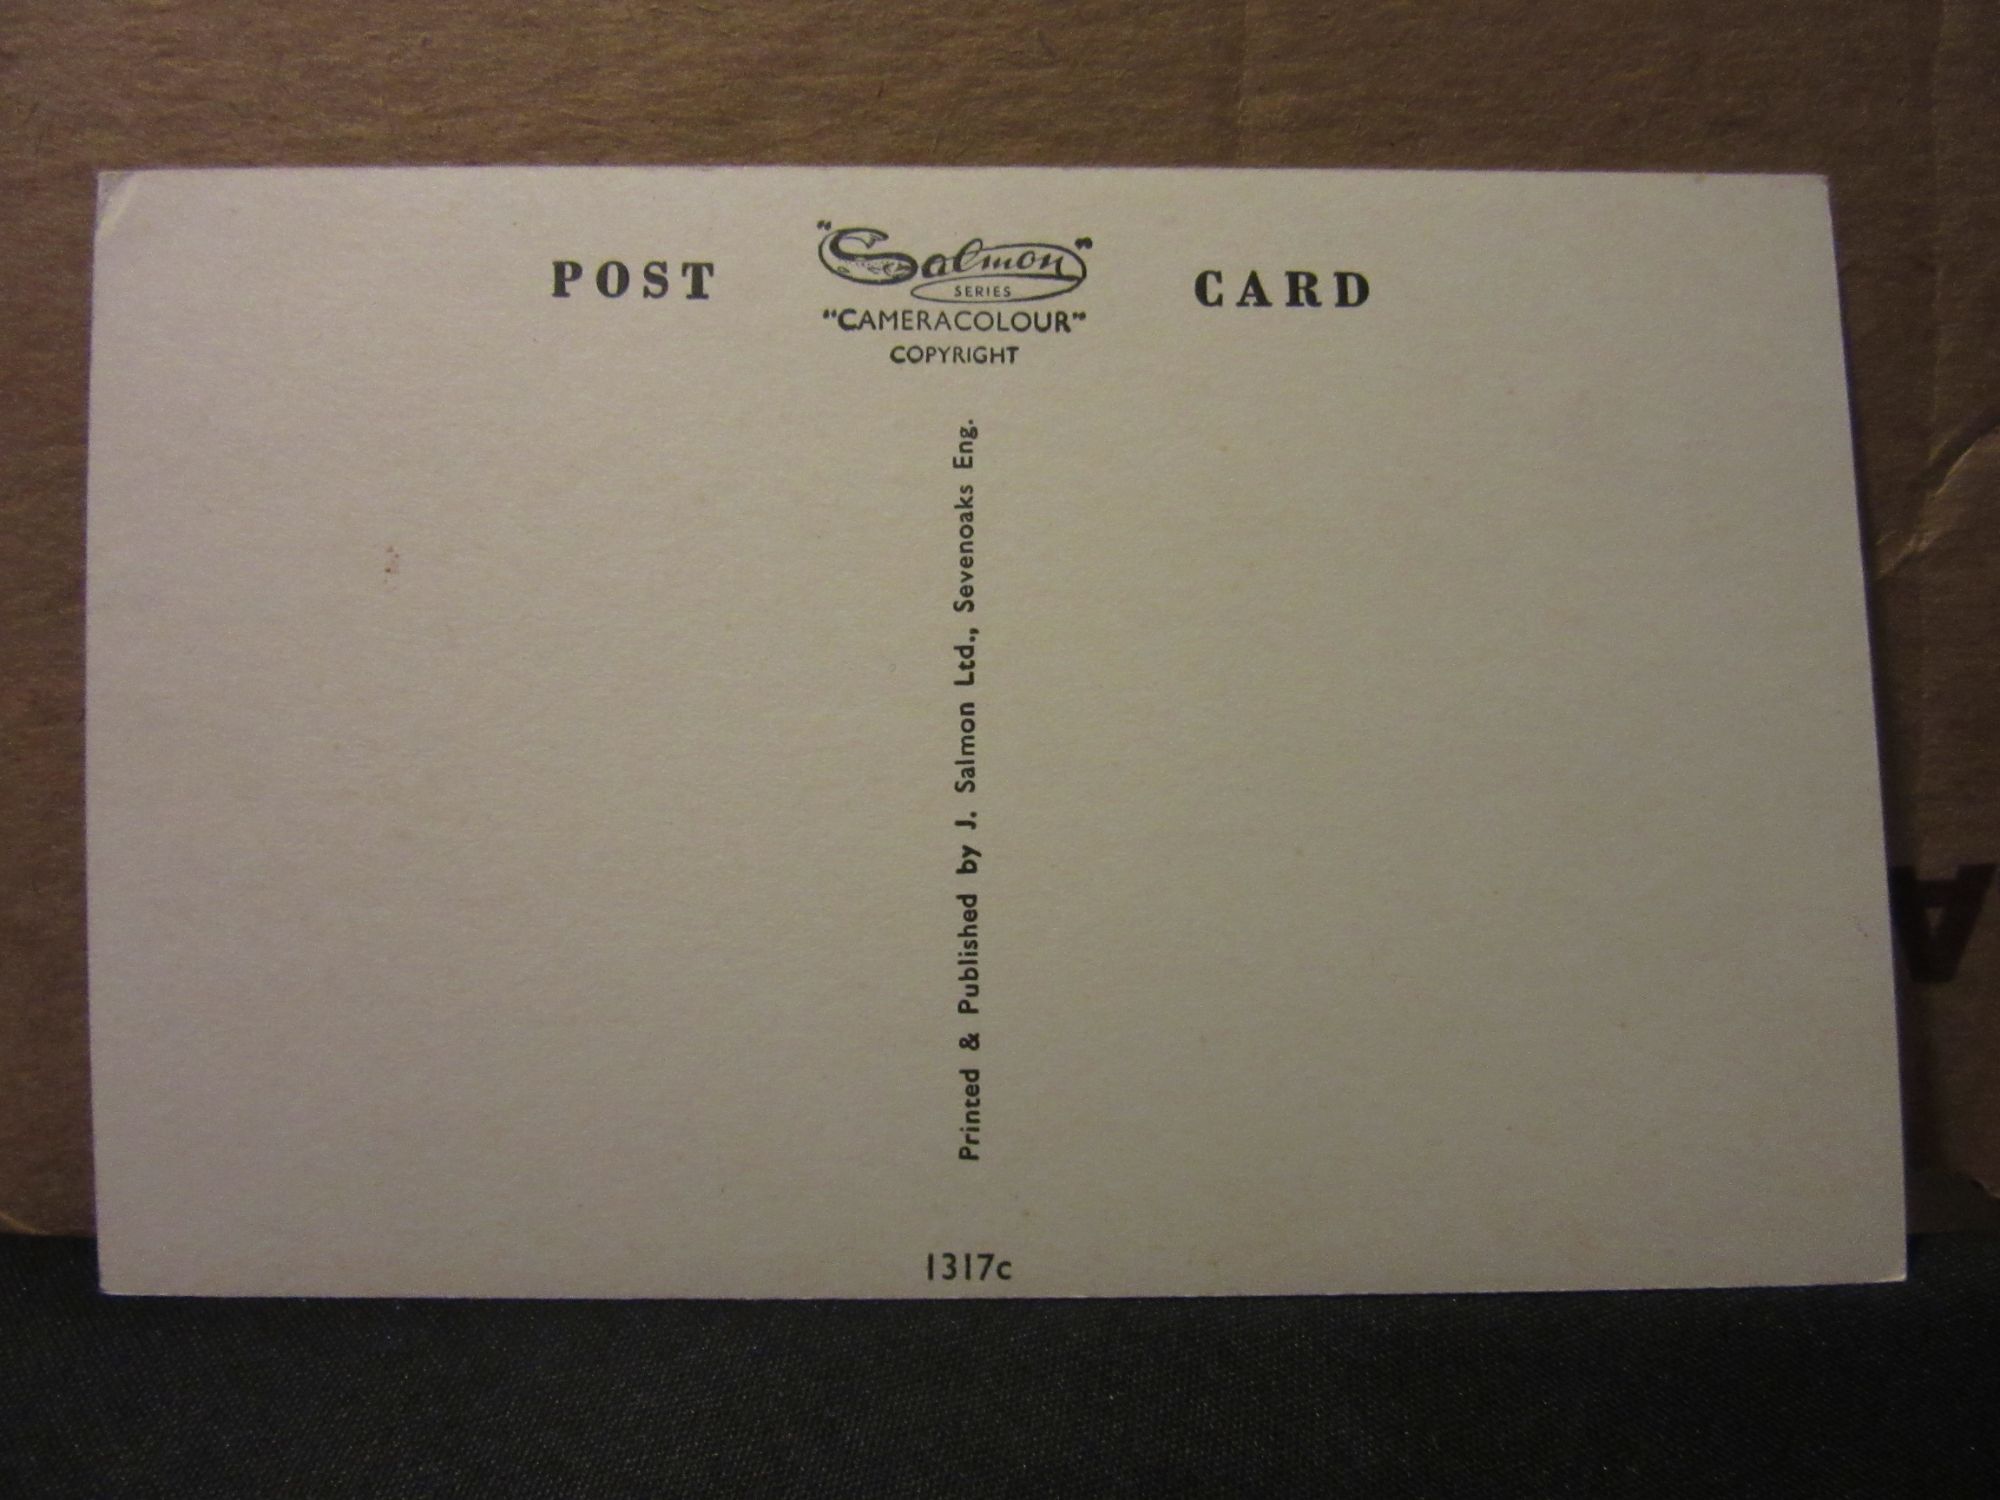 POST CARD
"Salmon"
SERIES
"CAMERACOLOUR"
COPYRIGHT
Printed & Published by J. Salmon Ltd., Sevenoaks Eng.
1317c
A